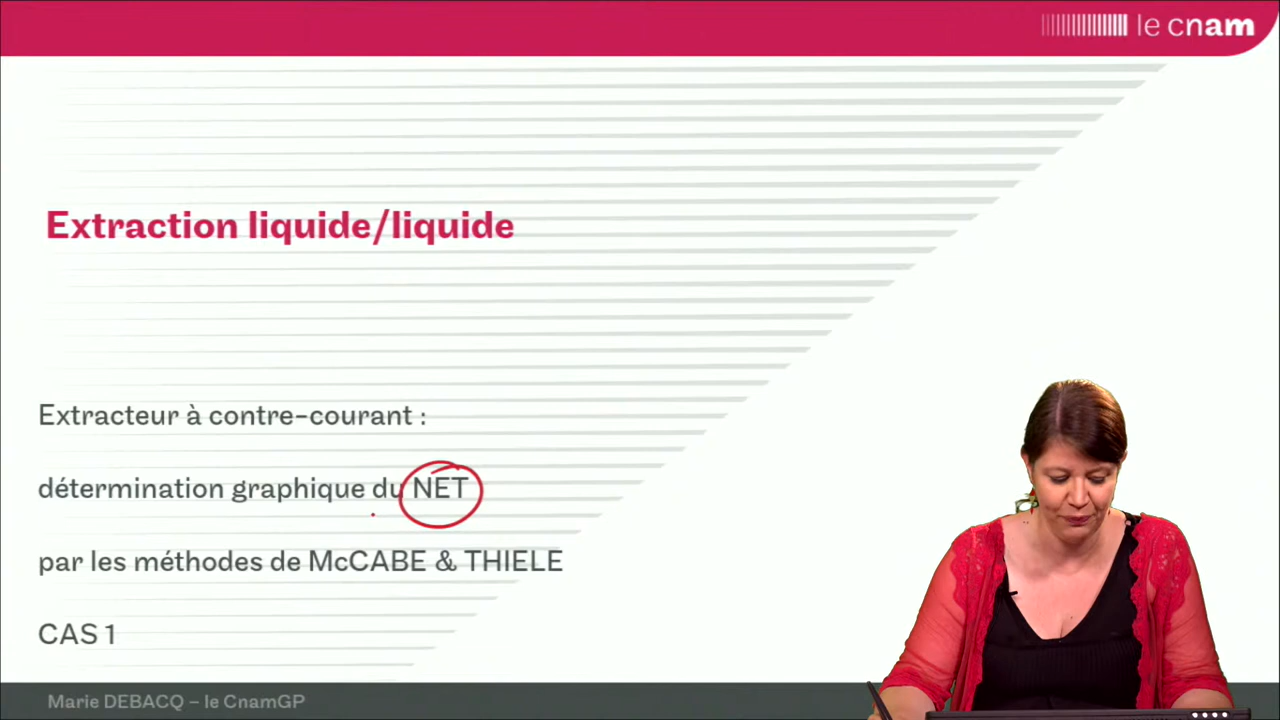 le cnam
Extraction liquide/liquide
Extracteur à contre-courant :
détermination graphique du NET
par les méthodes de McCABE & THIELE
CAS 1
Marie DEBACQ – le CnamGP